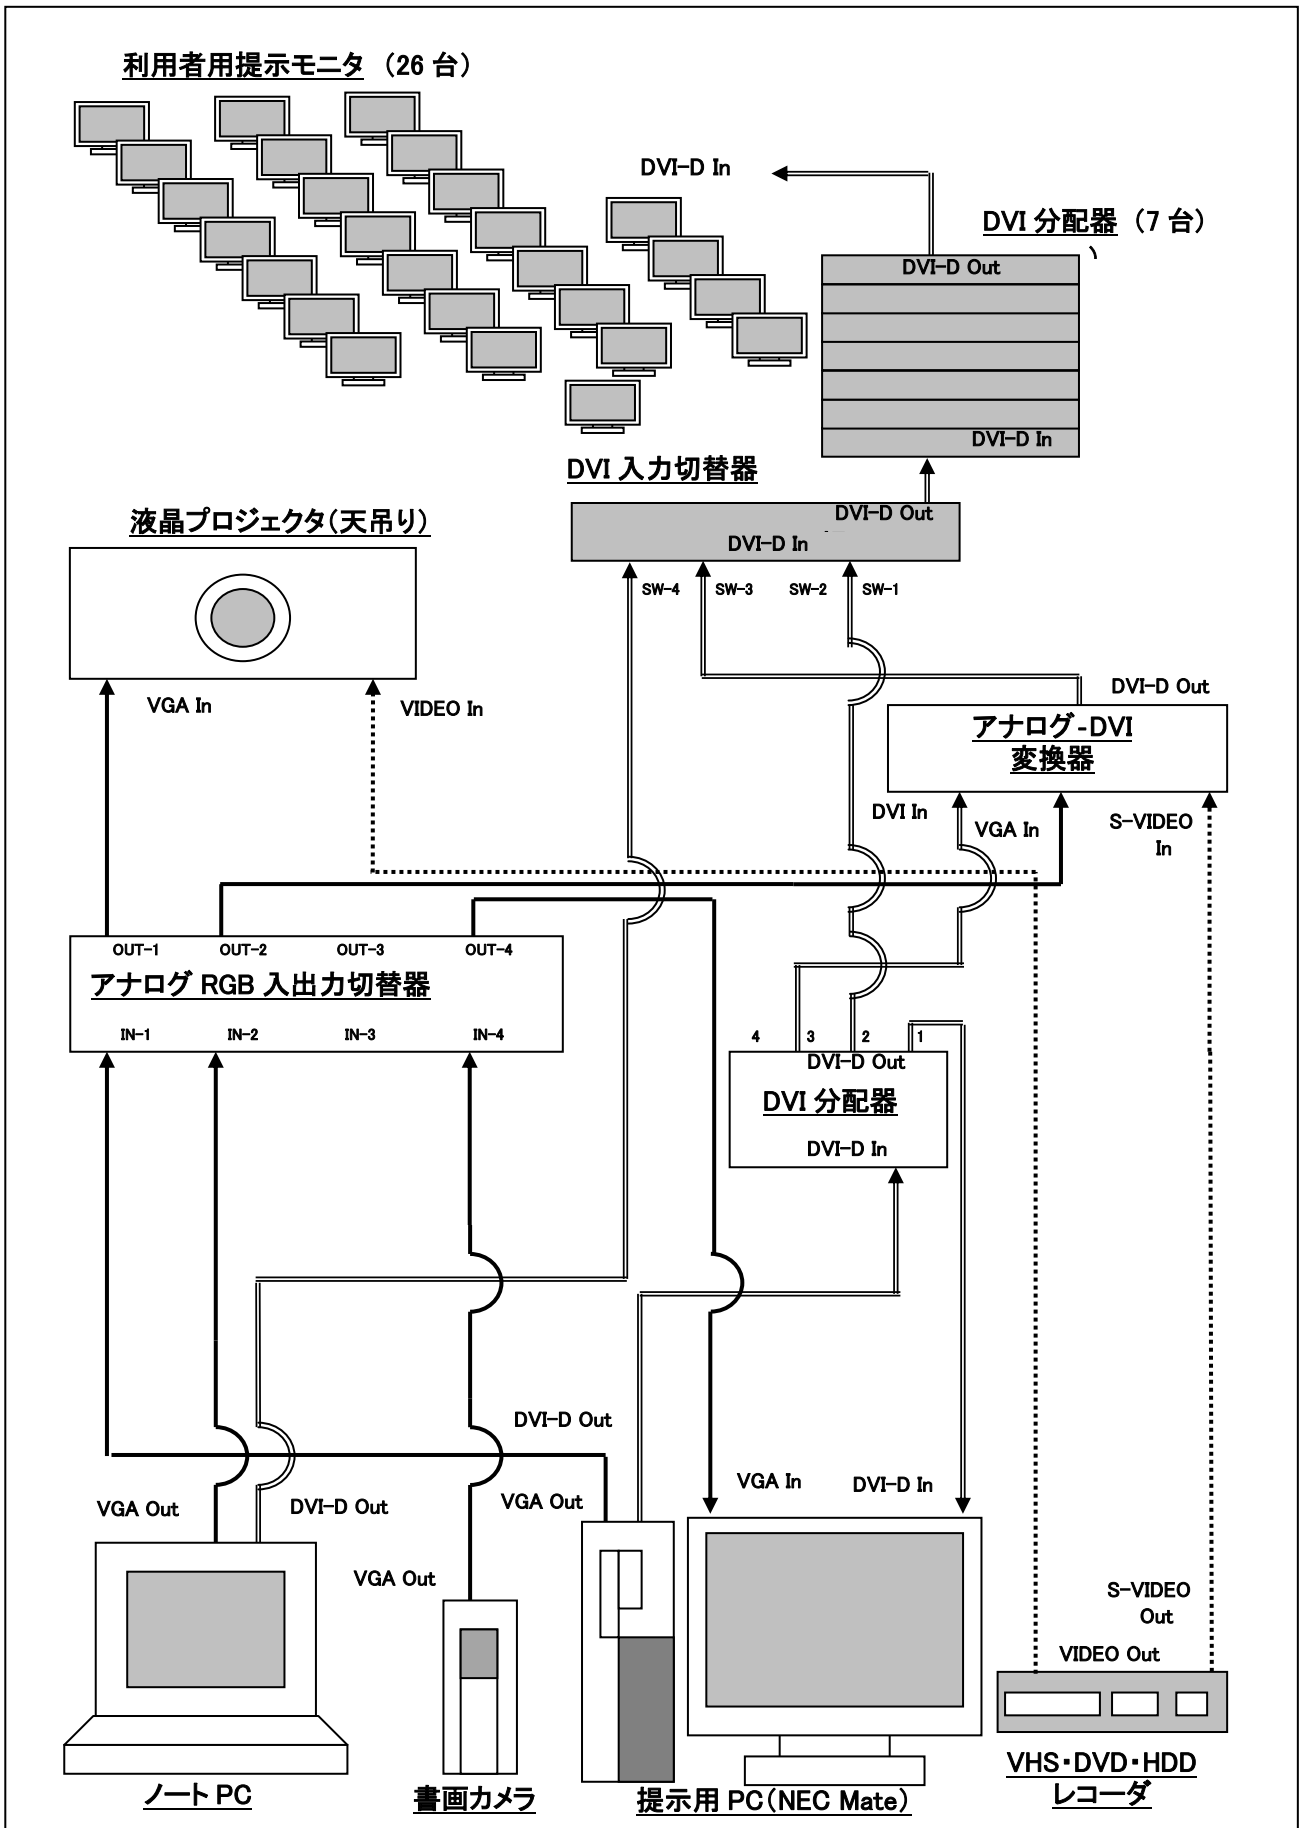 利用者用提示モニタ (26 台)
DVI-D In
DVI 分配器 (7 台)
DVI-D Out
DVI-D In
DVI 入力切替器
DVI-D Out
DVI-D In
液晶プロジェクタ(天吊り)
SW-4 SW-3 SW-2 SW-1
VGA In
VIDEO In
DVI-D Out
アナログ-DVI
変換器
DVI In
VGA In
S-VIDEO
In
OUT-1 OUT-2 OUT-3 OUT-4
アナログ RGB 入出力切替器
IN-1 IN-2 IN-3 IN-4
4 3 2 1
DVI-D Out
DVI 分配器
DVI-D In
DVI-D Out
VGA Out
DVI-D Out
VGA Out
VGA In
DVI-D In
VGA Out
S-VIDEO
Out
VIDEO Out
ノート PC
書画カメラ
提示用 PC(NEC Mate)
VHS・DVD・HDD
レコーダ